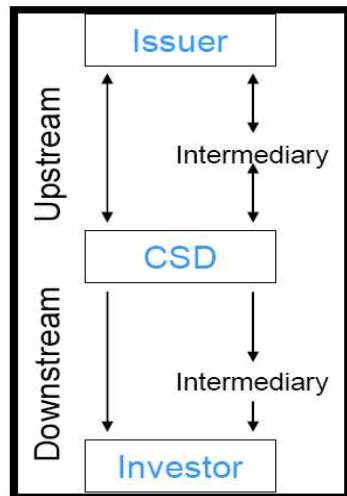 Issuer
Upstream
Intermediary
CSD
Downstream
Intermediary
Investor